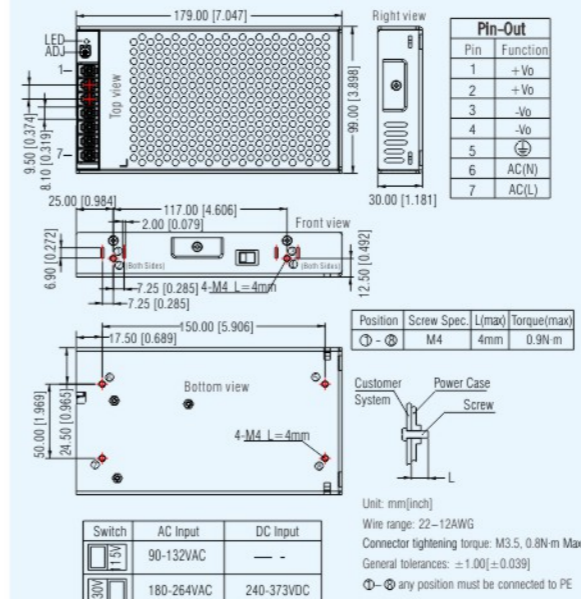 179.00 [7.047]
Right view
LED
ADJ
1
7
Top view
99.00 [3.898]
9.50 [0.374]
8.10 [0.319]
30.00 [1.181]
Pin-Out
Pin Function
1 +Vo
2 +Vo
3 -Vo
4 -Vo
5
6 AC(N)
7 AC(L)
25.00 [0.984]
117.00 [4.606]
2.00 [0.079]
Front view
6.90 [0.272]
(Both Sides)
(Both Sides)
12.50 [0.492]
7.25 [0.285] 4-M4 L=4mm
7.25 [0.285]
Position Screw Spec. L(max) Torque(max)
①-⑧ M4 4mm 0.9N·m
150.00 [5.906]
17.50 [0.689]
Bottom view
50.00 [1.969]
24.50 [0.965]
4-M4 L=4mm
Customer System
Power Case
Screw
L
Unit: mm[inch]
Wire range: 22-12AWG
Connector tightening torque: M3.5, 0.8N·m Max
General tolerances: ±1.00[±0.039]
①-⑧ any position must be connected to PE
Switch AC Input DC Input
115V 90-132VAC — -
230V 180-264VAC 240-373VDC